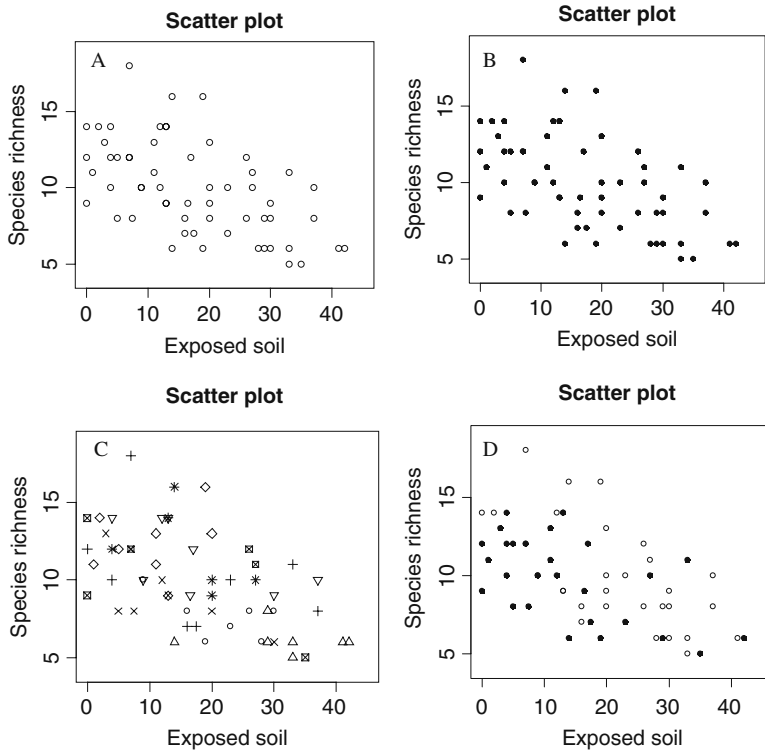 Scatter plot
A
Species richness
15
10
5
0 10 20 30 40
Exposed soil
Scatter plot
B
Species richness
15
10
5
0 10 20 30 40
Exposed soil
Scatter plot
C
Species richness
15
10
5
0 10 20 30 40
Exposed soil
Scatter plot
D
Species richness
15
10
5
0 10 20 30 40
Exposed soil